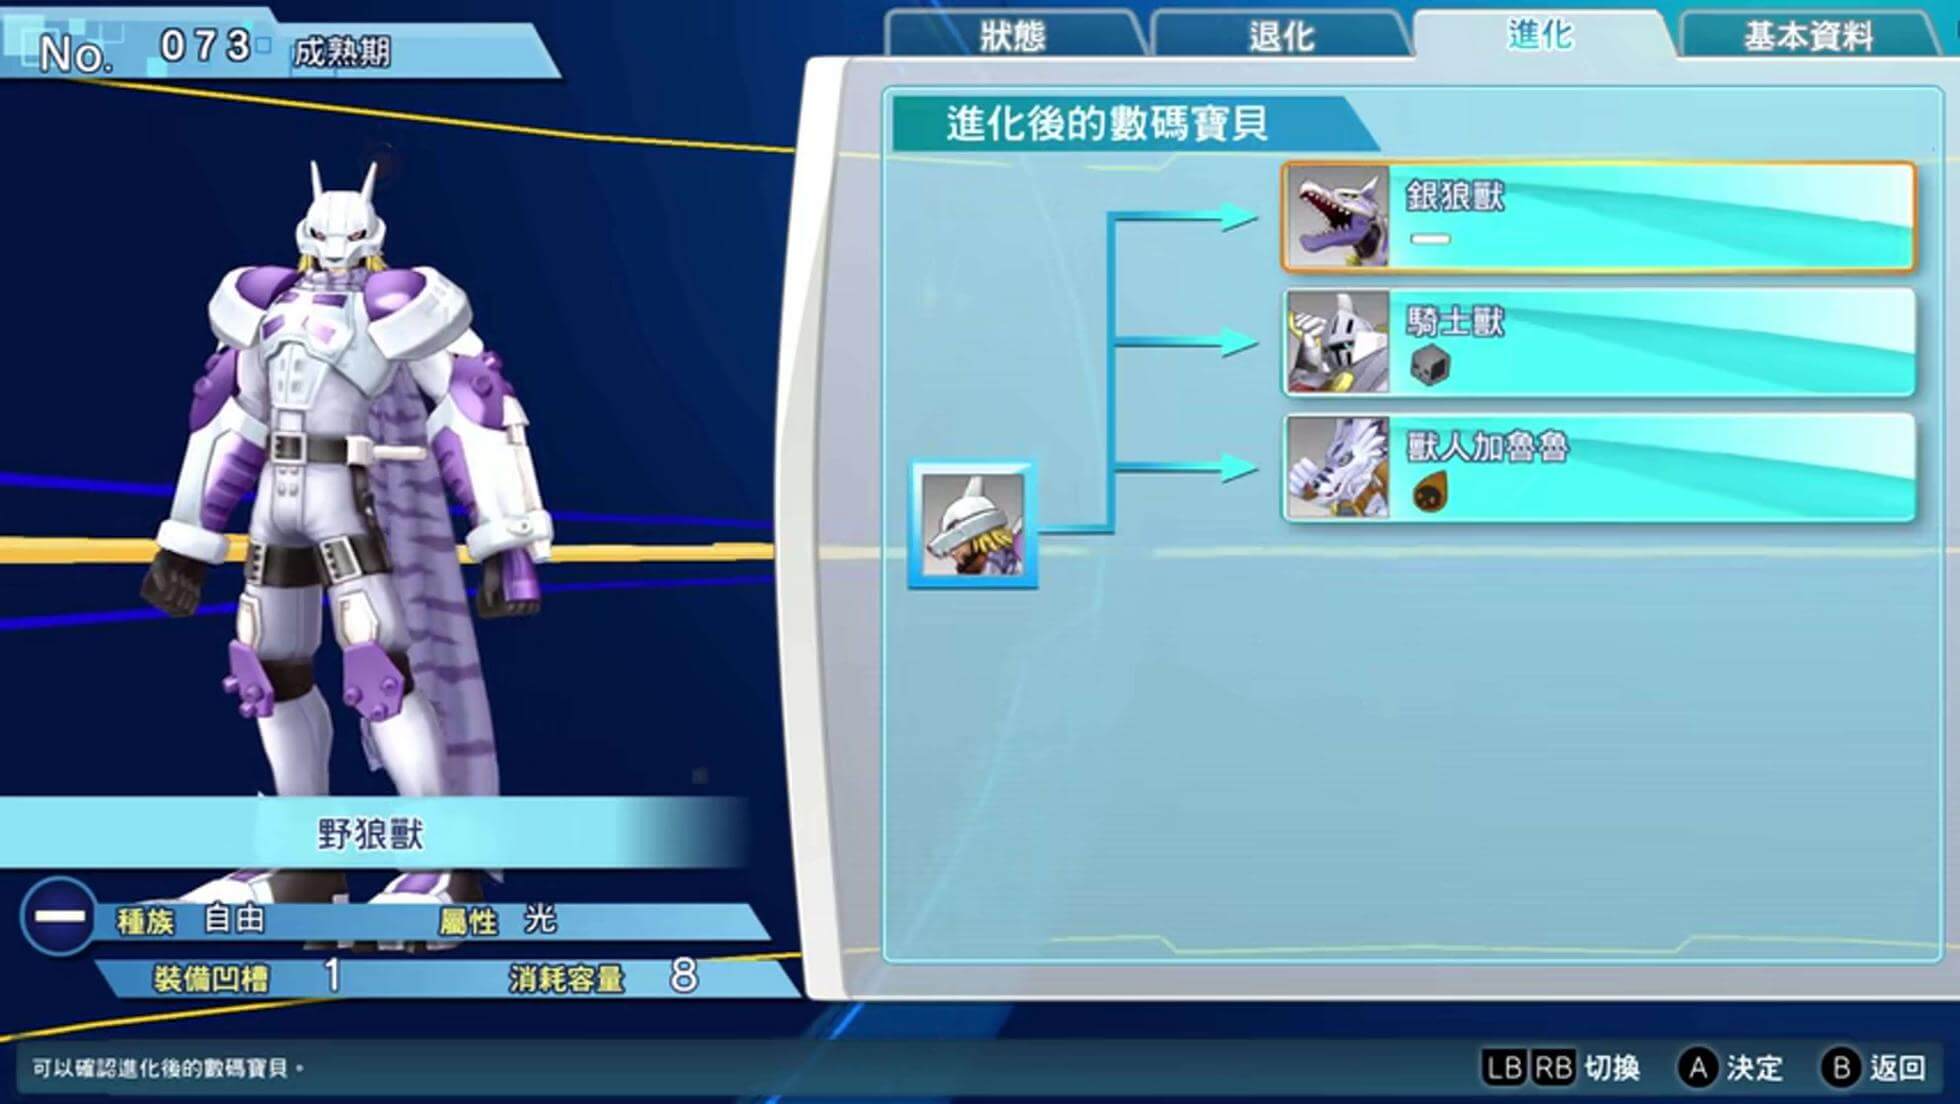 No. 073 成熟期
狀態 退化 進化 基本資料
進化後的數碼寶貝
銀狼獸
騎士獸
獸人加魯魯
野狼獸
種族 自由 屬性 光
裝備凹槽 1 消耗容量 8
可以確認進化後的數碼寶貝。
LB RB 切換 A 決定 B 返回